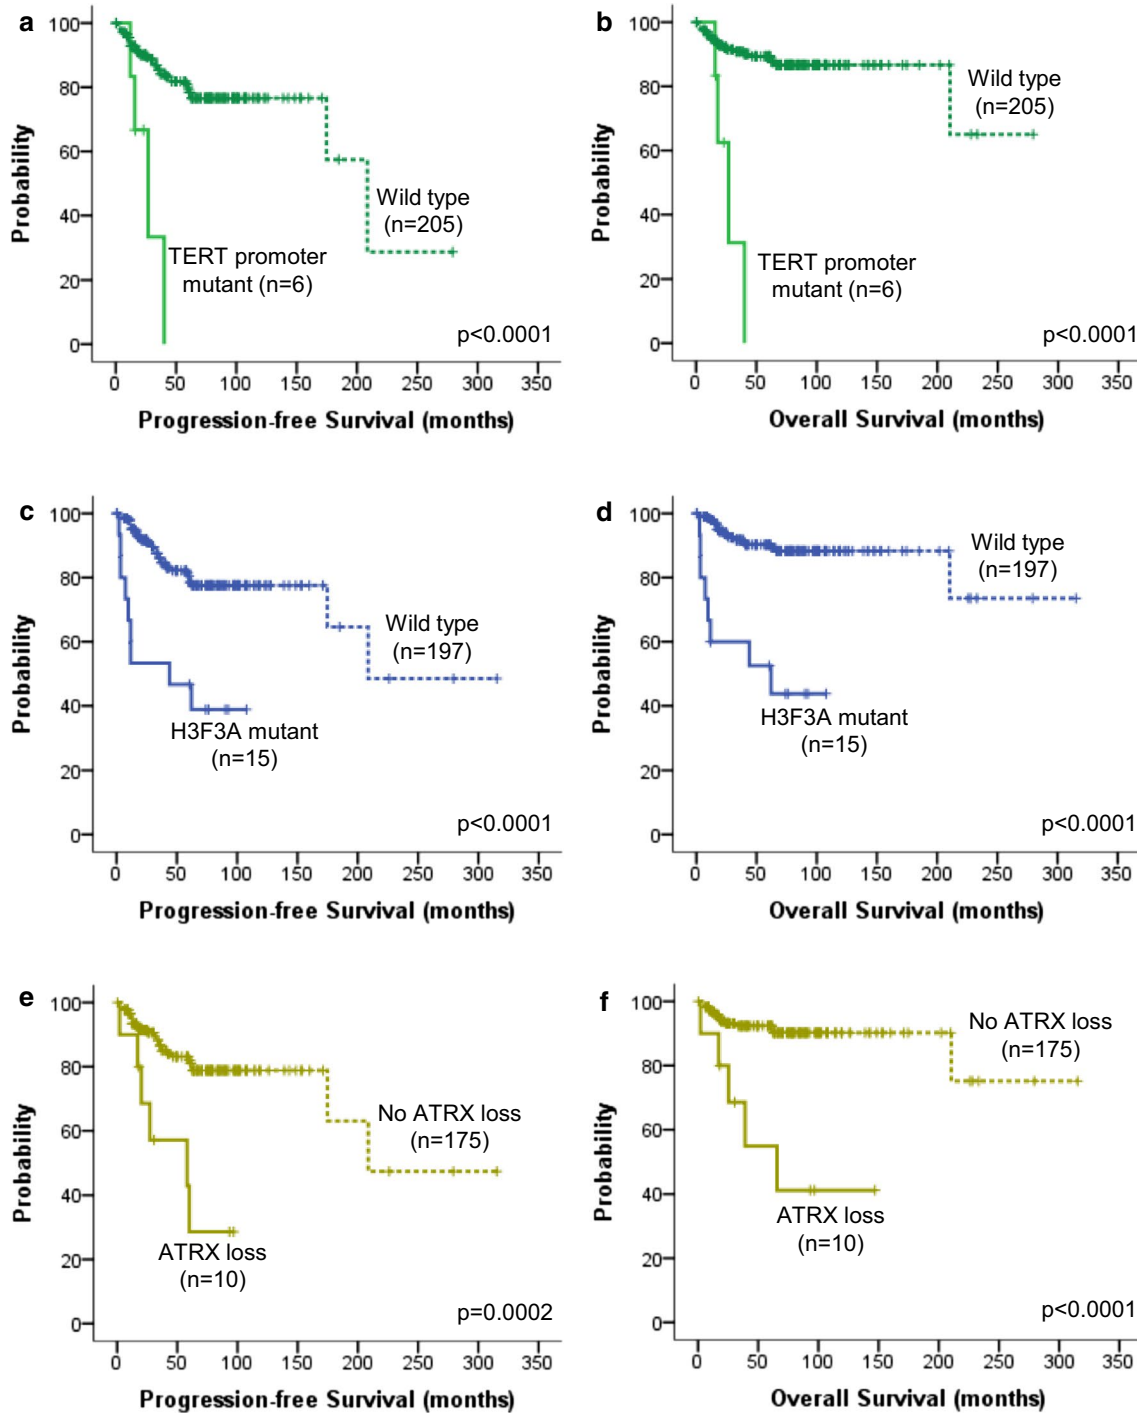 a
100
80
60
40
20
0
Probability
Wild type
(n=205)
TERT promoter
mutant (n=6)
p<0.0001
0 50 100 150 200 250 300 350
Progression-free Survival (months)
b
100
80
60
40
20
0
Probability
Wild type
(n=205)
TERT promoter
mutant (n=6)
p<0.0001
0 50 100 150 200 250 300 350
Overall Survival (months)
c
100
80
60
40
20
0
Probability
Wild type
(n=197)
H3F3A mutant
(n=15)
p<0.0001
0 50 100 150 200 250 300 350
Progression-free Survival (months)
d
100
80
60
40
20
0
Probability
Wild type
(n=197)
H3F3A mutant
(n=15)
p<0.0001
0 50 100 150 200 250 300 350
Overall Survival (months)
e
100
80
60
40
20
0
Probability
No ATRX loss
(n=175)
ATRX loss
(n=10)
p=0.0002
0 50 100 150 200 250 300 350
Progression-free Survival (months)
f
100
80
60
40
20
0
Probability
No ATRX loss
(n=175)
ATRX loss
(n=10)
p<0.0001
0 50 100 150 200 250 300 350
Overall Survival (months)